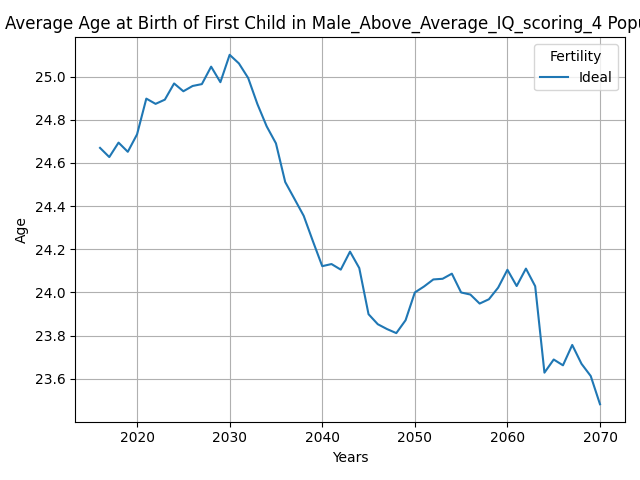 Average Age at Birth of First Child in Male_Above_Average_IQ_scoring_4 Popu
Fertility
Ideal
25.0
24.8
24.6
24.4
24.2
24.0
23.8
23.6
Age
2020 2030 2040 2050 2060 2070
Years